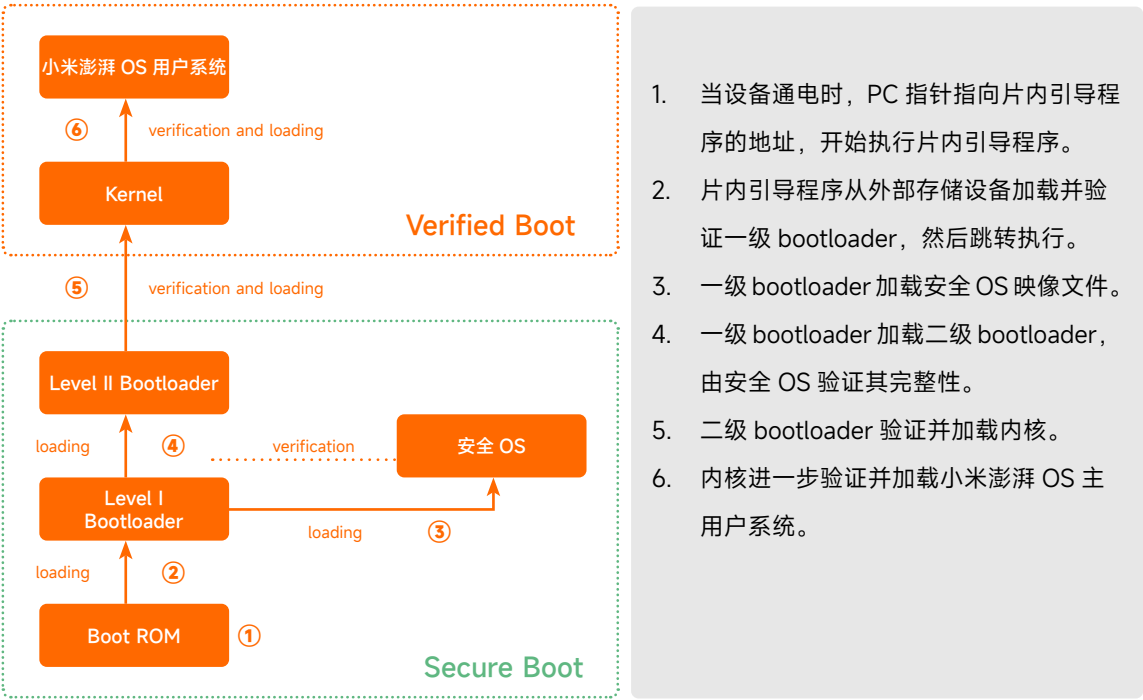 小米澎湃 OS 用户系统
⑥
verification and loading
Kernel
Verified Boot
⑤
verification and loading
Level II Bootloader
loading
④
verification
安全 OS
Level I
Bootloader
loading
③
loading
②
Boot ROM
①
Secure Boot
1. 当设备通电时，PC 指针指向片内引导程
序的地址，开始执行片内引导程序。
2. 片内引导程序从外部存储设备加载并验
证一级 bootloader，然后跳转执行。
3. 一级 bootloader 加载安全 OS 映像文件。
4. 一级 bootloader 加载二级 bootloader，
由安全 OS 验证其完整性。
5. 二级 bootloader 验证并加载内核。
6. 内核进一步验证并加载小米澎湃 OS 主
用户系统。